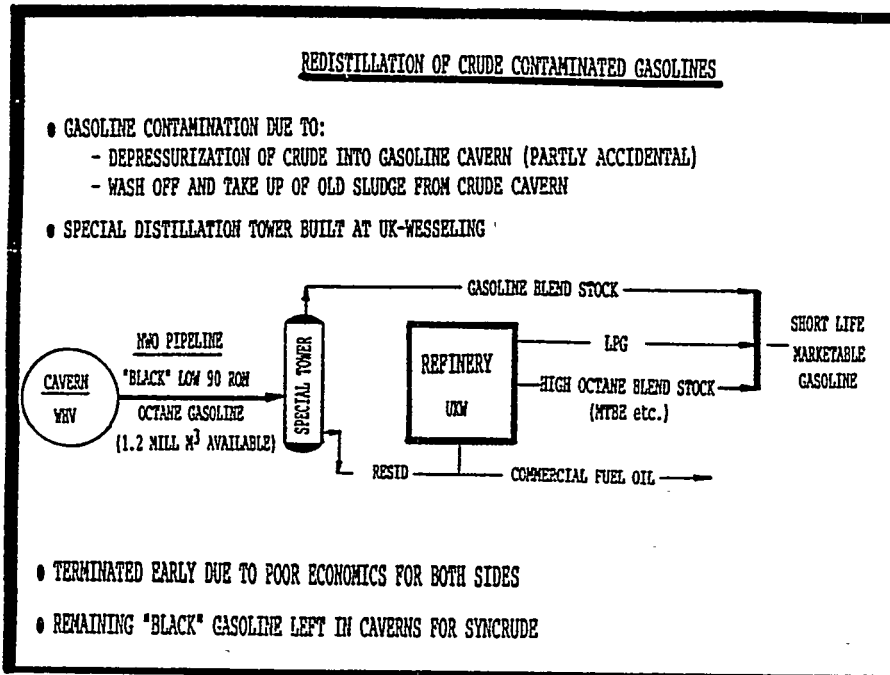 REDISTILLATION OF CRUDE CONTAMINATED GASOLINES
• GASOLINE CONTAMINATION DUE TO:
- DEPRESSURIZATION OF CRUDE INTO GASOLINE CAVERN (PARTLY ACCIDENTAL)
- WASH OFF AND TAKE UP OF OLD SLUDGE FROM CRUDE CAVERN
• SPECIAL DISTILLATION TOWER BUILT AT UK-WESSELING
GASOLINE BLEND STOCK
NWO PIPELINE
"BLACK" LOW 90 RON
OCTANE GASOLINE
(1.2 MILL M³ AVAILABLE)
CAVERN
WHV
SPECIAL TOWER
REFINERY
UKW
LPG
HIGH OCTANE BLEND STOCK
(MTBE etc.)
SHORT LIFE
MARKETABLE
GASOLINE
RESID
COMMERCIAL FUEL OIL
• TERMINATED EARLY DUE TO POOR ECONOMICS FOR BOTH SIDES
• REMAINING "BLACK" GASOLINE LEFT IN CAVERNS FOR SYNCRUDE